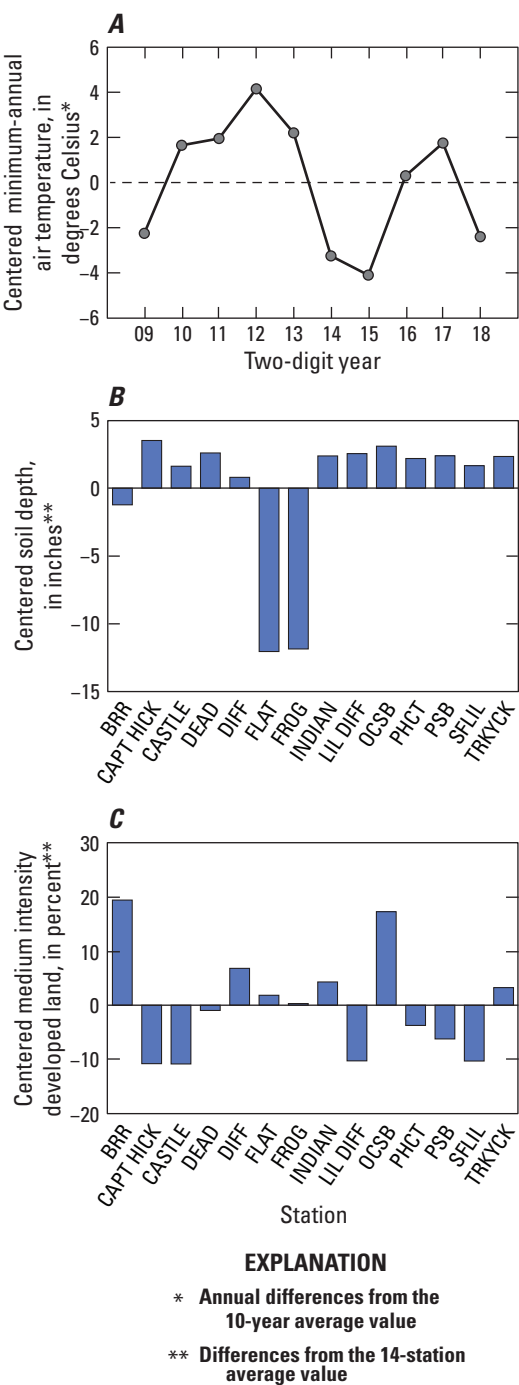 A
Centered minimum-annual
air temperature, in
degrees Celsius*
6
4
2
0
–2
–4
–6
09 10 11 12 13 14 15 16 17 18
Two-digit year
B
Centered soil depth,
in inches**
5
0
–5
–10
–15
BRR CAPT HICK CASTLE DEAD DIFF FLAT FROG INDIAN LIL DIFF OCSB PHCT PSB SFLIL TRKYCK
C
Centered medium intensity
developed land, in percent**
30
20
10
0
–10
–20
BRR CAPT HICK CASTLE DEAD DIFF FLAT FROG INDIAN LIL DIFF OCSB PHCT PSB SFLIL TRKYCK
Station
EXPLANATION
* Annual differences from the
10-year average value
** Differences from the 14-station
average value